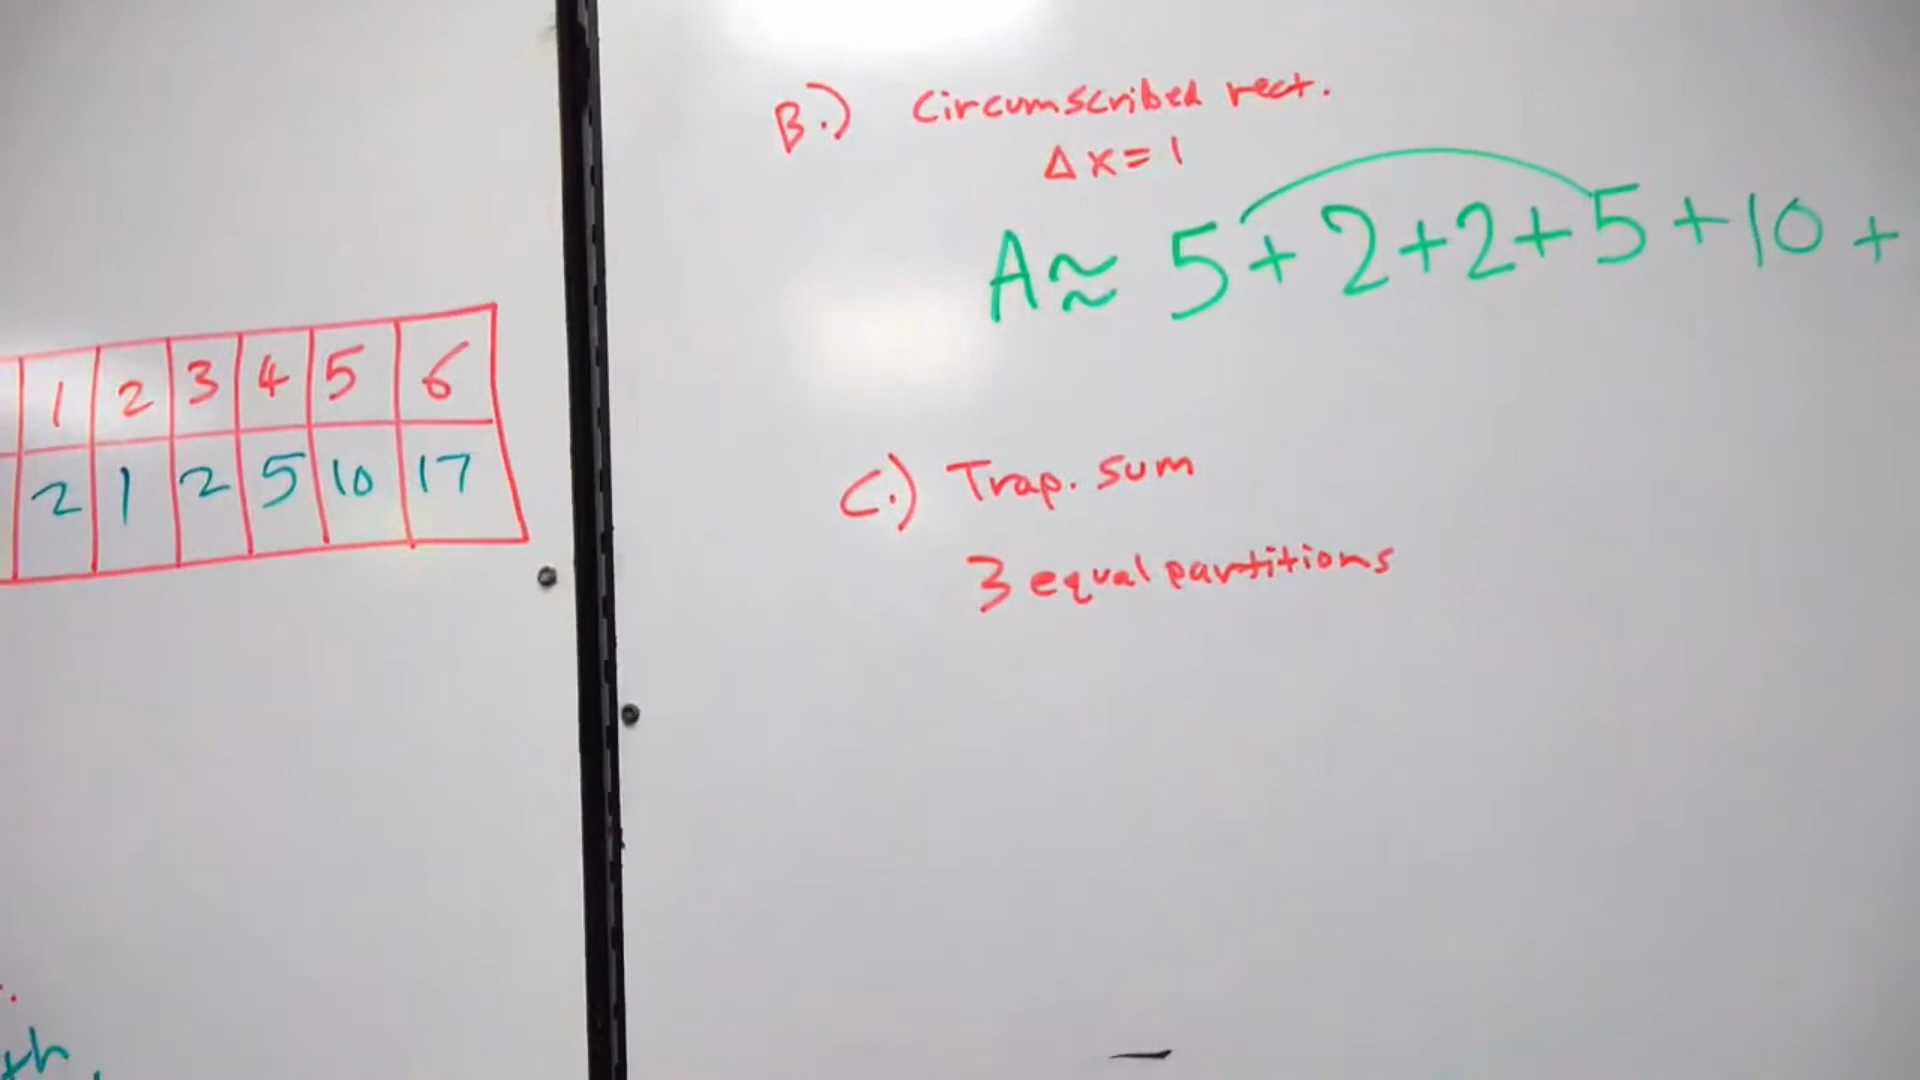 B.) Circumscribed rect.
Δx = 1
A ≈ 5 + 2 + 2 + 5 + 10 +
1 2 3 4 5 6
2 1 2 5 10 17
C.) Trap. sum
3 equal partitions